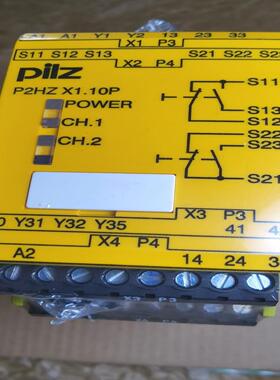 A1 A1 Y1 Y2 13 23 33
X1 P3
S11 S12 S13 S21 S22
X2 P4
pilz
P2HZ X1.10P
POWER
CH.1
CH.2
S11
S13
S12
S22
S23
S21
X3 P3
Y31 Y32 Y35 41
X4 P4
A2 14 24
X3 P3